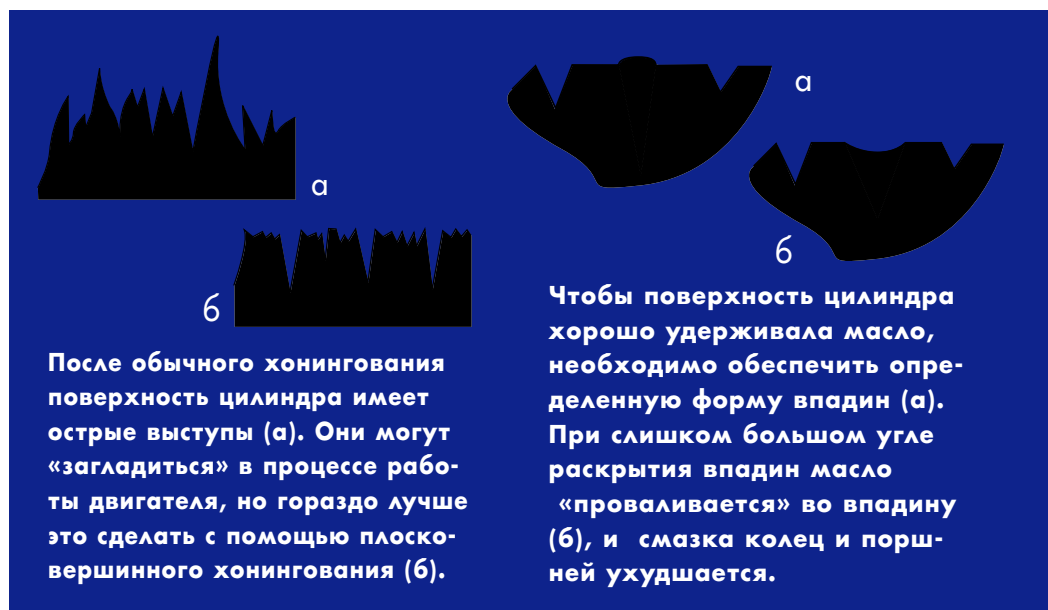 а
б
После обычного хонингования
поверхность цилиндра имеет
острые выступы (а). Они могут
«загладиться» в процессе рабо-
ты двигателя, но гораздо лучше
это сделать с помощью плоско-
вершинного хонингования (б).
а
б
Чтобы поверхность цилиндра
хорошо удерживала масло,
необходимо обеспечить опре-
деленную форму впадин (а).
При слишком большом угле
раскрытия впадин масло
«проваливается» во впадину
(б), и смазка колец и порш-
ней ухудшается.